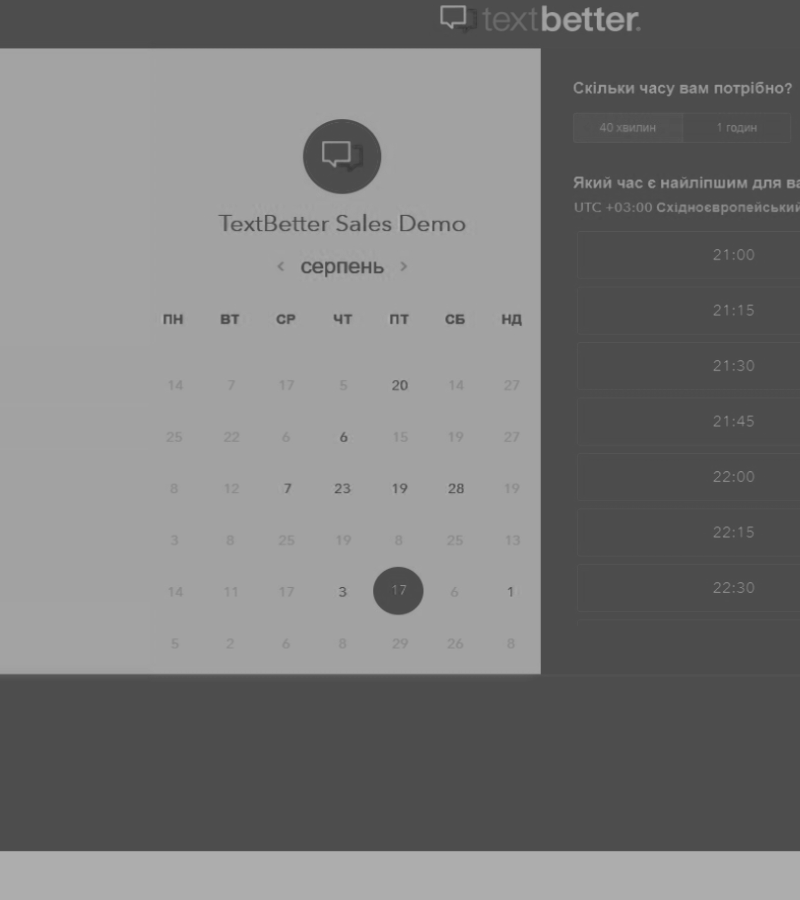 textbetter.
TextBetter Sales Demo
< серпень >
ПН ВТ СР ЧТ ПТ СБ НД
14 7 17 5 20 14 27
25 22 6 6 15 19 27
8 12 7 23 19 28 19
3 8 25 19 8 25 13
14 11 17 3 17 6 1
5 2 6 8 29 26 8
Скільки часу вам потрібно?
40 хвилин 1 годин
Який час є найліпшим для ва
UTC +03:00 Східноєвропейський
21:00
21:15
21:30
21:45
22:00
22:15
22:30